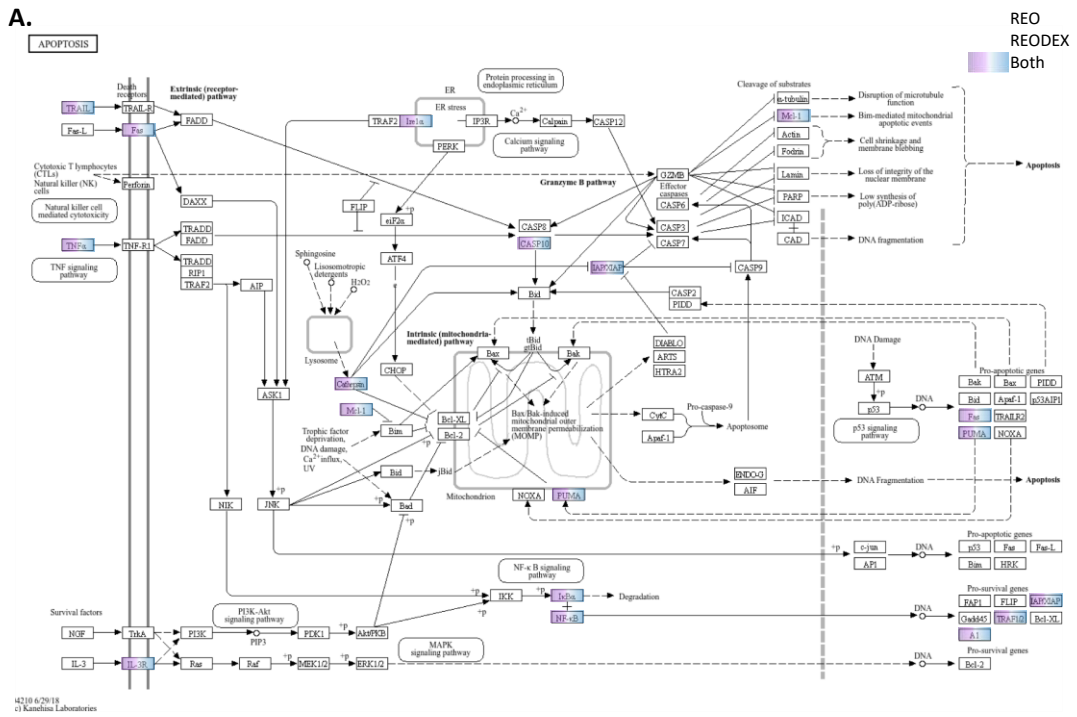 A.
REO
REODEX
Both
APOPTOSIS
Death
receptors
Extrinsic (receptor-
mediated) pathway
TRAIL
TRAIL-R
Fas-L
Fas
FADD
Cytotoxic T lymphocytes
(CTLs)
Natural killer (NK)
cells
Perforin
Natural killer cell
mediated cytotoxicity
DAXX
TNFα
TNF-R1
TNF signaling
pathway
TRADD
FADD
TRADD
RIP1
TRAF2
AIP
ER
ER stress
TRAF2
Ire1α
IP3R
Ca2+
Calpain
CASP12
Protein processing in
endoplasmic reticulum
Calcium signaling
pathway
PERK
FLIP
+p
eiF2α
ATF4
CHOP
Granzyme B pathway
GZMB
Effector
caspases
CASP6
CASP3
CASP7
CASP8
CASP10
IAP/XIAP
CASP9
Bid
CASP2
PIDD
Cleavage of substrates
α-tubulin
Mcl-1
Actin
Fodrin
Lamin
PARP
ICAD
CAD
Disruption of microtubule
function
Bim-mediated mitochondrial
apoptotic events
Cell shrinkage and
membrane blebbing
Loss of integrity of the
nuclear membrane
Low synthesis of
poly(ADP-ribose)
DNA fragmentation
Apoptosis
Sphingosine
Lisosomotropic
detergents
H2O2
Lysosome
Cathepsin
Intrinsic (mitochondria-
mediated) pathway
tBid
gtBid
Bax
Bak
DIABLO
ARTS
HTRA2
ASK1
Mcl-1
Bim
Bcl-XL
Bcl-2
+p
Trophic factor
deprivation,
DNA damage,
Ca2+influx,
UV
Bax/Bak-induced
mitochondrial outer
membrane permeabilization
(MOMP)
CytC
Apaf-1
Pro-caspase-9
Apoptosome
Bid
jBid
Bad
+p
+p
Mitochondrion
NOXA
PUMA
ENDO-G
AIF
DNA Fragmentation
Apoptosis
NIK
JNK
+p
DNA Damage
ATM
+p
p53
p53 signaling
pathway
DNA
Pro-apoptotic genes
Bak
Bax
PIDD
Bid
Apaf-1
p53AIP1
Fas
TRAILR2
PUMA
NOXA
+p
c-jun
AP1
DNA
Pro-apoptotic genes
p53
Fas
Fas-L
Bim
HRK
NF-κ B signaling
pathway
+p
IKK
+p
+p
IκBα
NF-κB
Degradation
DNA
Pro-survival genes
FAP1
FLIP
IAP/XIAP
Gadd45
TRAF1/2
Bcl-XL
A1
Survival factors
PI3K-Akt
signaling pathway
NGF
TrkA
PI3K
PIP3
PDK1
+p
Akt/PKB
MAPK
signaling pathway
IL-3
IL-3R
Ras
Raf
+p
MEK1/2
+p
ERK1/2
DNA
Pro-survival genes
Bcl-2
04210 6/29/18
c) Kanehisa Laboratories